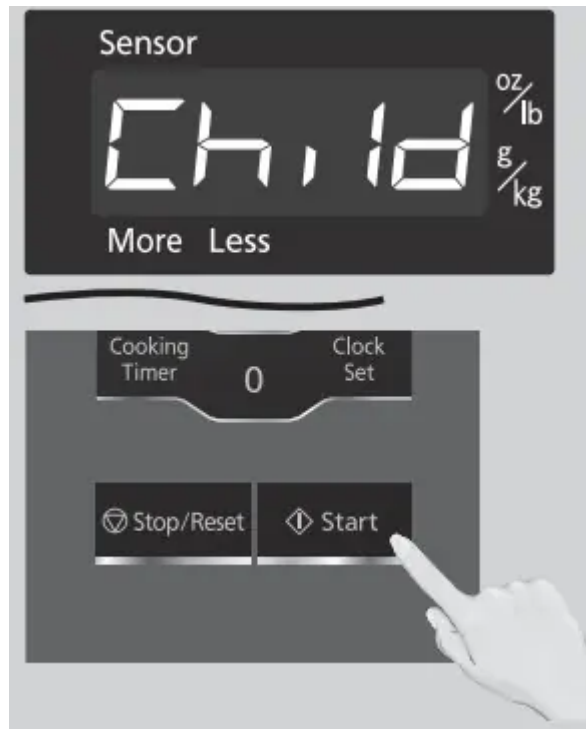 Sensor
Child
oz/lb
g/kg
More Less
Cooking Timer
0
Clock Set
Stop/Reset
Start